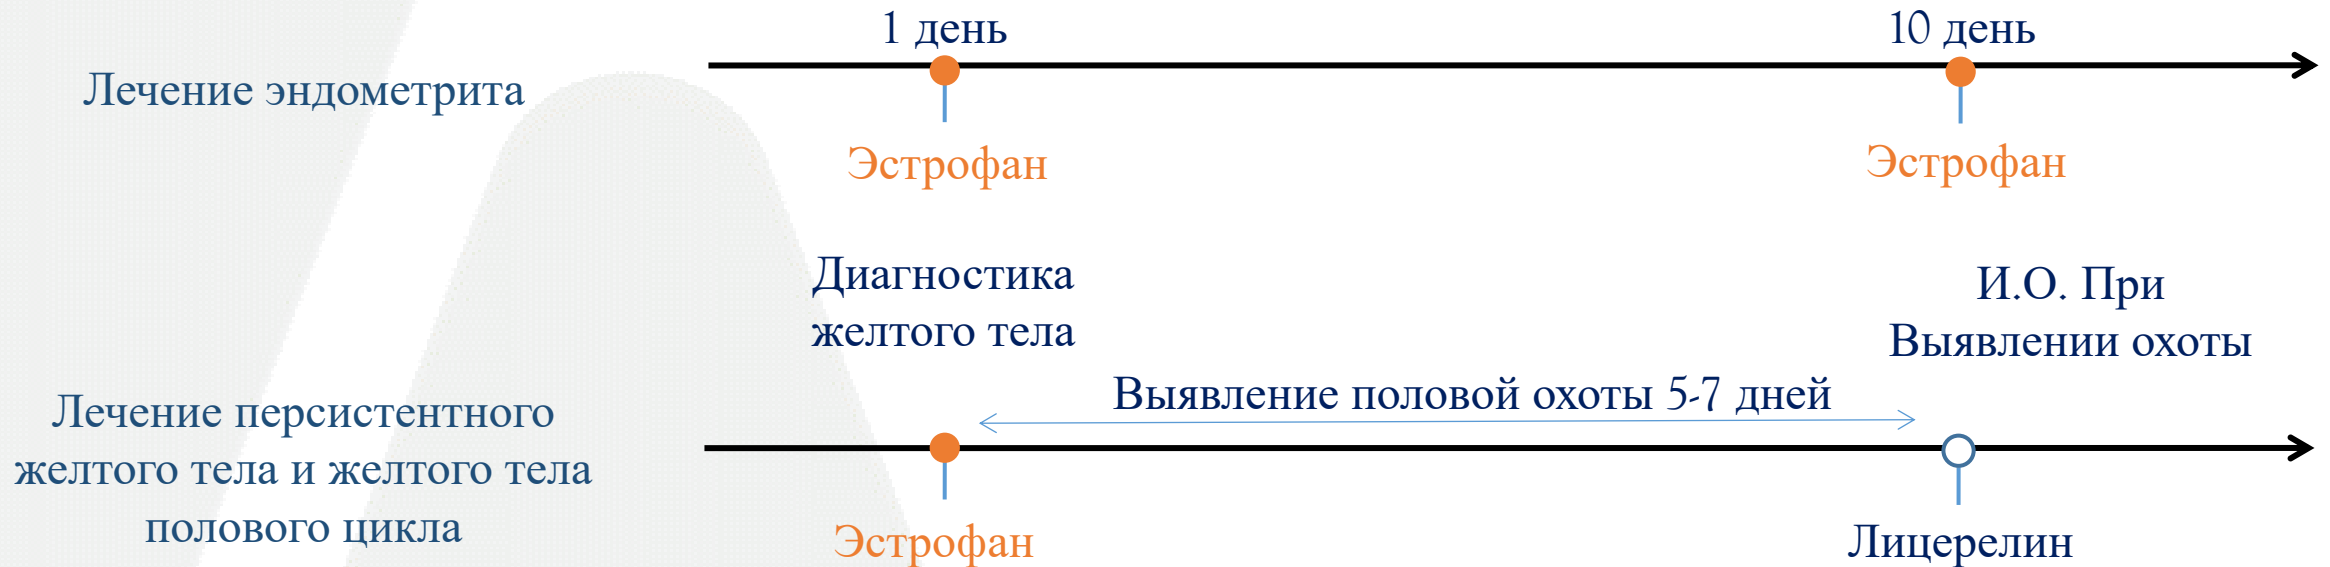 1 день
10 день
Лечение эндометрита
Эстрофан
Эстрофан
Диагностика
желтого тела
И.О. При
Выявлении охоты
Выявление половой охоты 5-7 дней
Лечение персистентного
желтого тела и желтого тела
полового цикла
Эстрофан
Лицерелин